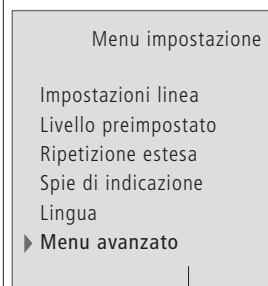 Menu impostazione
Impostazioni linea
Livello preimpostato
Ripetizione estesa
Spie di indicazione
Lingua
Menu avanzato